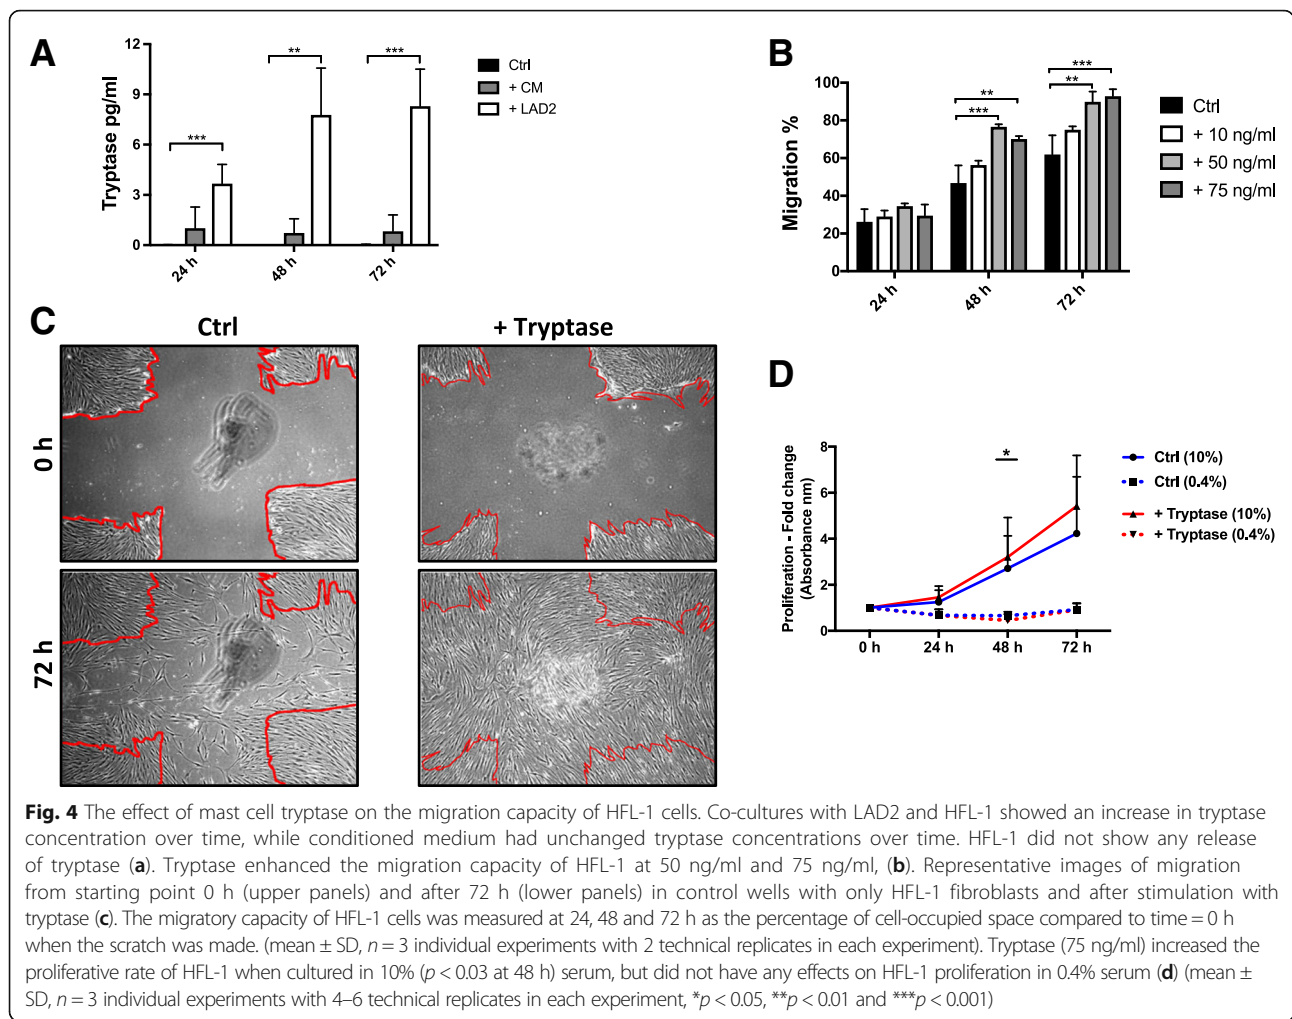 A
12
9
6
3
0
Tryptase pg/ml
***
**
***
24 h
48 h
72 h
Ctrl
+ CM
+ LAD2
B
100
80
60
40
20
0
Migration %
**
***
***
**
24 h
48 h
72 h
Ctrl
+ 10 ng/ml
+ 50 ng/ml
+ 75 ng/ml
C
Ctrl
+ Tryptase
0 h
72 h
D
8
6
4
2
0
Proliferation - Fold change
(Absorbance nm)
*
0 h
24 h
48 h
72 h
Ctrl (10%)
Ctrl (0.4%)
+ Tryptase (10%)
+ Tryptase (0.4%)
Fig. 4 The effect of mast cell tryptase on the migration capacity of HFL-1 cells. Co-cultures with LAD2 and HFL-1 showed an increase in tryptase
concentration over time, while conditioned medium had unchanged tryptase concentrations over time. HFL-1 did not show any release
of tryptase (a). Tryptase enhanced the migration capacity of HFL-1 at 50 ng/ml and 75 ng/ml, (b). Representative images of migration
from starting point 0 h (upper panels) and after 72 h (lower panels) in control wells with only HFL-1 fibroblasts and after stimulation with
tryptase (c). The migratory capacity of HFL-1 cells was measured at 24, 48 and 72 h as the percentage of cell-occupied space compared to time = 0 h
when the scratch was made. (mean ± SD, n = 3 individual experiments with 2 technical replicates in each experiment). Tryptase (75 ng/ml) increased the
proliferative rate of HFL-1 when cultured in 10% (p < 0.03 at 48 h) serum, but did not have any effects on HFL-1 proliferation in 0.4% serum (d) (mean ±
SD, n = 3 individual experiments with 4–6 technical replicates in each experiment, *p < 0.05, **p < 0.01 and ***p < 0.001)